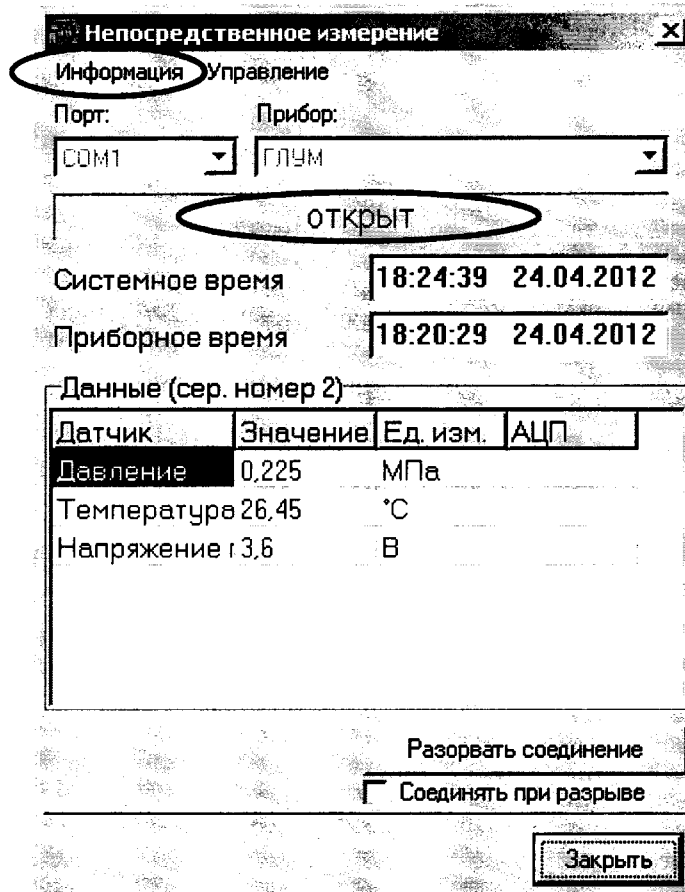 Непосредственное измерение
Информация Управление
Порт: Прибор:
COM1 ГЛУМ
открыт
Системное время 18:24:39 24.04.2012
Приборное время 18:20:29 24.04.2012
Данные (сер. номер 2)
Датчик Значение Ед. изм. АЦП
Давление 0,225 МПа
Температура 26,45 °C
Напряжение г 3,6 В
Разорвать соединение
Соединять при разрыве
Закрыть